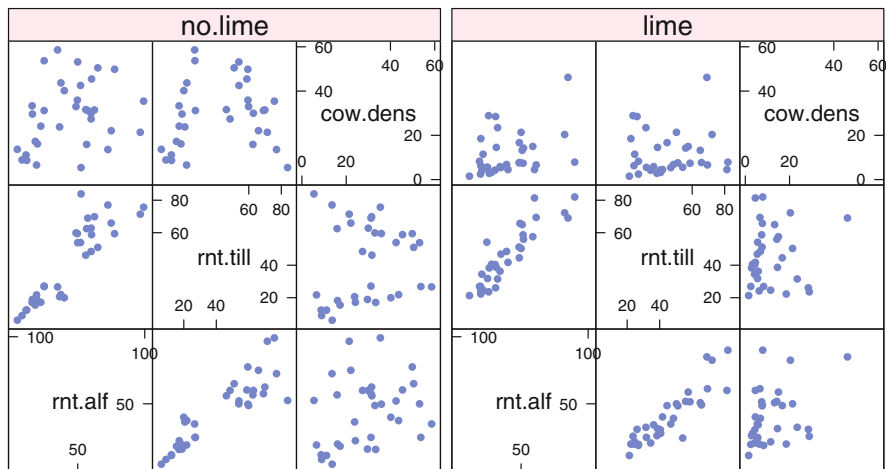 no.lime lime
60 60
40 60 40 60
40 40
cow.dens cow.dens
20 20
0 20 0 20
0 0
80 60 80 80 60 80
60 60
rnt.till rnt.till
40 40
20 40 20 20 40 20
100 100 100 100
rnt.alf 50 rnt.alf 50
50 50